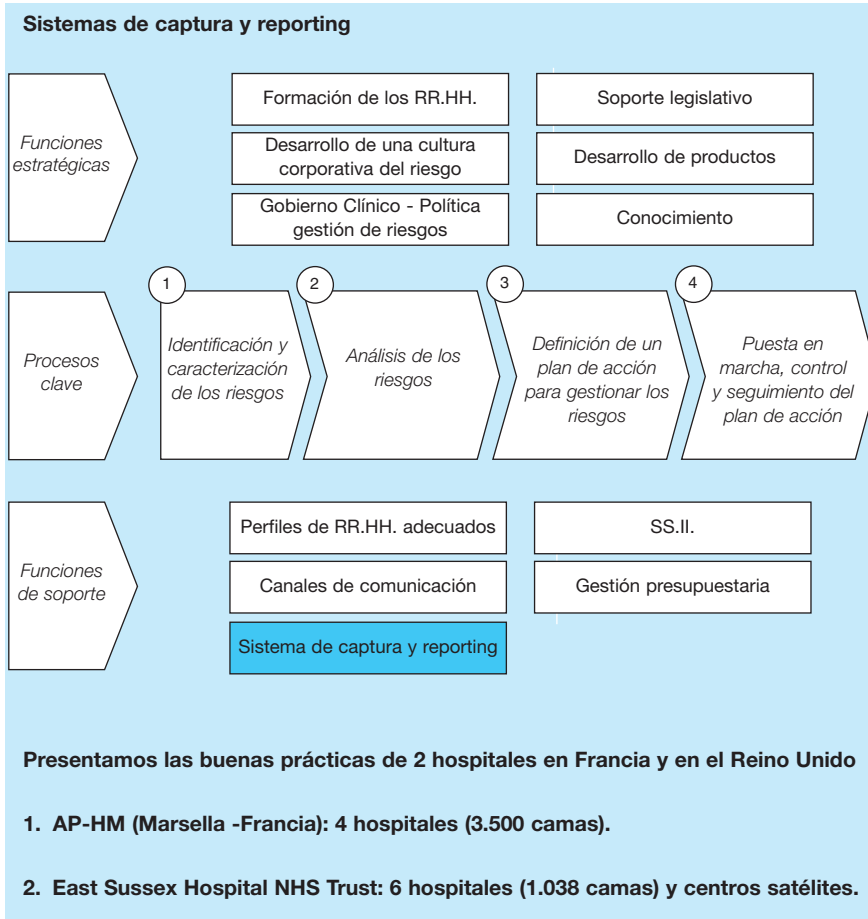 Sistemas de captura y reporting
Funciones
estratégicas
Formación de los RR.HH.
Soporte legislativo
Desarrollo de una cultura
corporativa del riesgo
Desarrollo de productos
Gobierno Clínico - Política
gestión de riesgos
Conocimiento
Procesos
clave
1
Identificación y
caracterización
de los riesgos
2
Análisis de los
riesgos
3
Definición de un
plan de acción
para gestionar los
riesgos
4
Puesta en
marcha, control
y seguimiento del
plan de acción
Funciones
de soporte
Perfiles de RR.HH. adecuados
SS.II.
Canales de comunicación
Gestión presupuestaria
Sistema de captura y reporting
Presentamos las buenas prácticas de 2 hospitales en Francia y en el Reino Unido
1. AP-HM (Marsella -Francia): 4 hospitales (3.500 camas).
2. East Sussex Hospital NHS Trust: 6 hospitales (1.038 camas) y centros satélites.